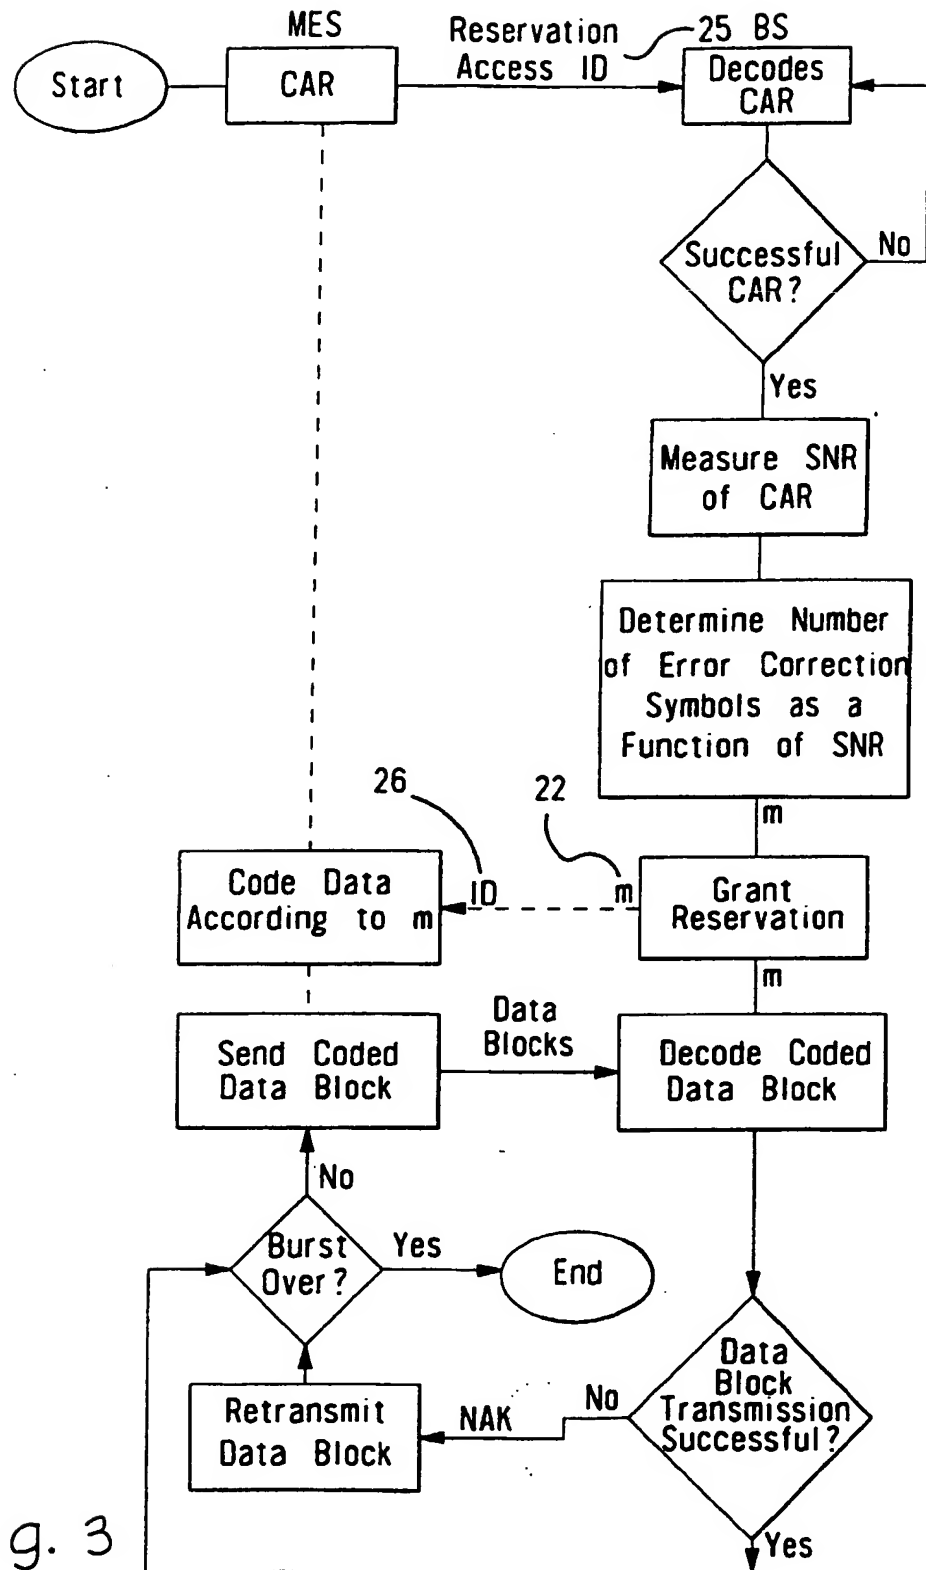 MES
Reservation
Access ID
25 BS
Start
CAR
Decodes
CAR
Successful
CAR?
No
Yes
Measure SNR
of CAR
Determine Number
of Error Correction
Symbols as a
Function of SNR
m
26
22
Code Data
According to m
ID
m
Grant
Reservation
m
Send Coded
Data Block
Data
Blocks
Decode Coded
Data Block
No
Burst
Over?
Yes
End
Data
Block
Transmission
Successful?
No
NAK
Retransmit
Data Block
Yes
g. 3